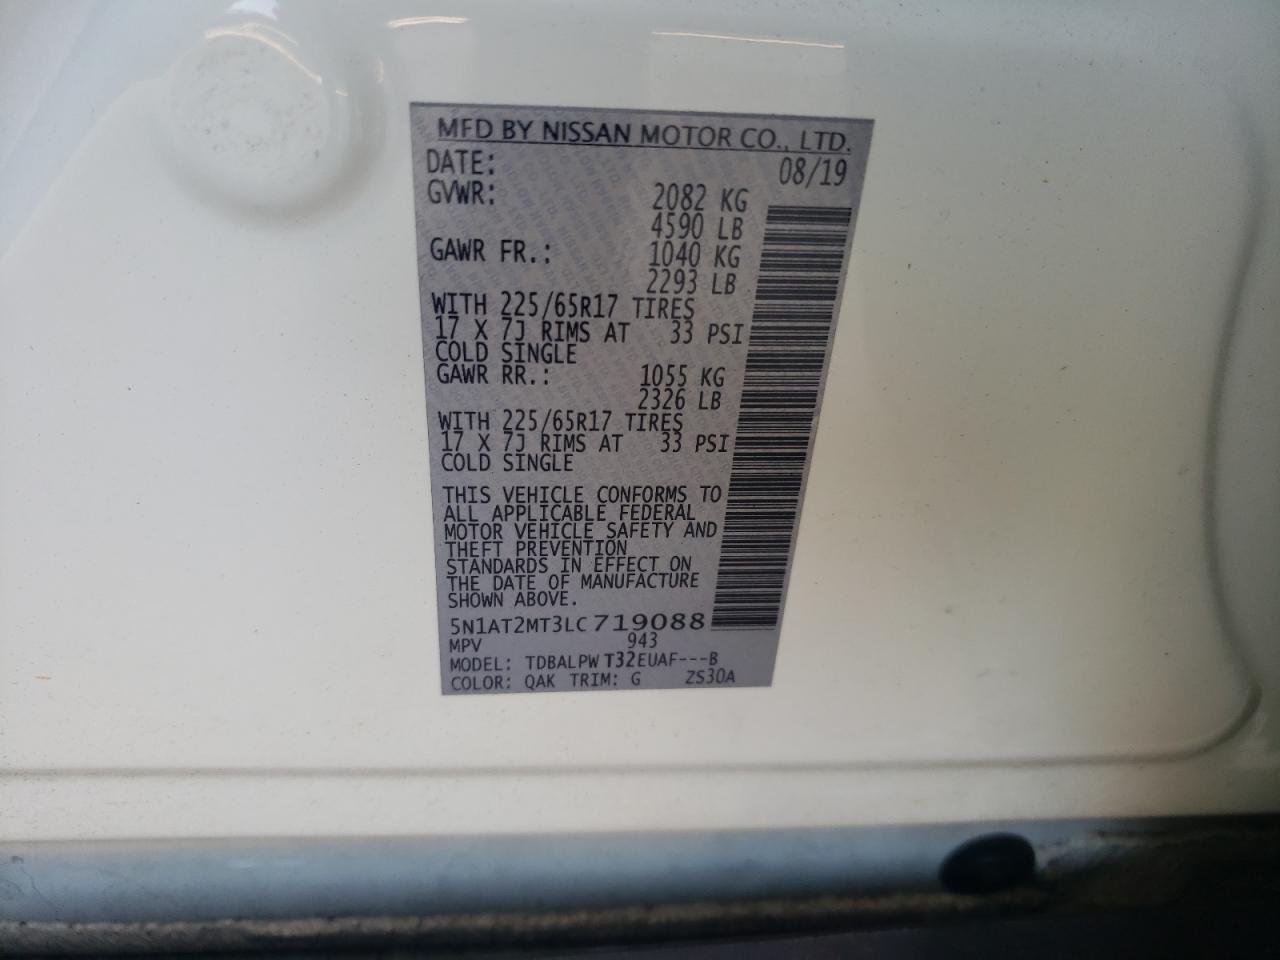 MFD BY NISSAN MOTOR CO., LTD.
DATE: 08/19
GVWR: 2082 KG
4590 LB
GAWR FR.: 1040 KG
2293 LB
WITH 225/65R17 TIRES
17 X 7J RIMS AT 33 PSI
COLD SINGLE
GAWR RR.: 1055 KG
2326 LB
WITH 225/65R17 TIRES
17 X 7J RIMS AT 33 PSI
COLD SINGLE
THIS VEHICLE CONFORMS TO
ALL APPLICABLE FEDERAL
MOTOR VEHICLE SAFETY AND
THEFT PREVENTION
STANDARDS IN EFFECT ON
THE DATE OF MANUFACTURE
SHOWN ABOVE.
5N1AT2MT3LC719088
MPV 943
MODEL: TDBALPW T32EUAF---B
COLOR: QAK TRIM: G ZS30A